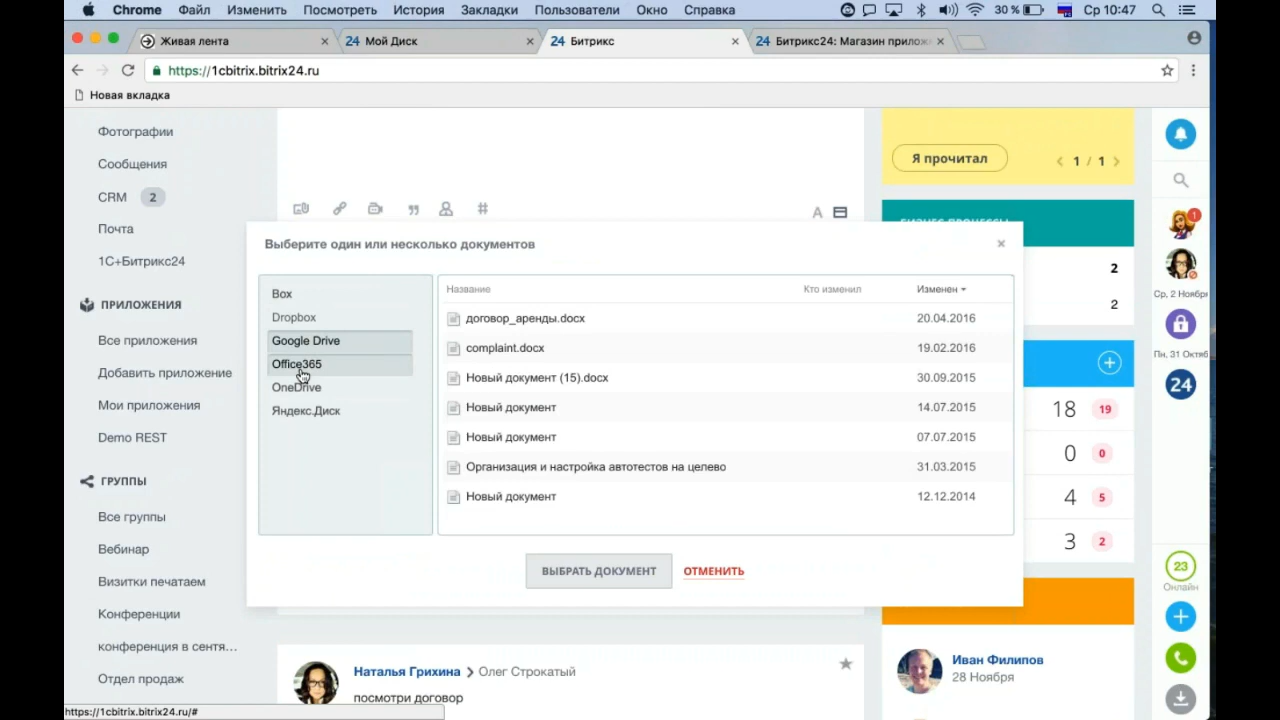 Chrome Файл Изменить Посмотреть История Закладки Пользователи Окно Справка 30 % Ср 10:47
Живая лента × 24 Мой Диск × 24 Битрикс × 24 Битрикс24: Магазин прилож ×
https://1cbitrix.bitrix24.ru
Новая вкладка
Фотографии
Сообщения
CRM 2
Почта
1С+Битрикс24
ПРИЛОЖЕНИЯ
Все приложения
Добавить приложение
Мои приложения
Demo REST
ГРУППЫ
Все группы
Вебинар
Визитки печатаем
Конференции
конференция в сентя...
Отдел продаж
https://1cbitrix.bitrix24.ru/#
A
Выберите один или несколько документов ×
Box
Dropbox
Google Drive
Office365
OneDrive
Яндекс.Диск
Название Кто изменил Изменен
договор_аренды.docx 20.04.2016
complaint.docx 19.02.2016
Новый документ (15).docx 30.09.2015
Новый документ 14.07.2015
Новый документ 07.07.2015
Организация и настройка автотестов на целево 31.03.2015
Новый документ 12.12.2014
ВЫБРАТЬ ДОКУМЕНТ ОТМЕНИТЬ
Наталья Грихина > Олег Строкатый
посмотри договор
Я прочитал
1 / 1
БИЗНЕС-ПРОЦЕССЫ
2
2
18 19
0 0
4 5
3 2
Иван Филипов
28 Ноября
1
Ср, 2 Ноябр
Пн, 31 Октяб
24
23
Онлайн